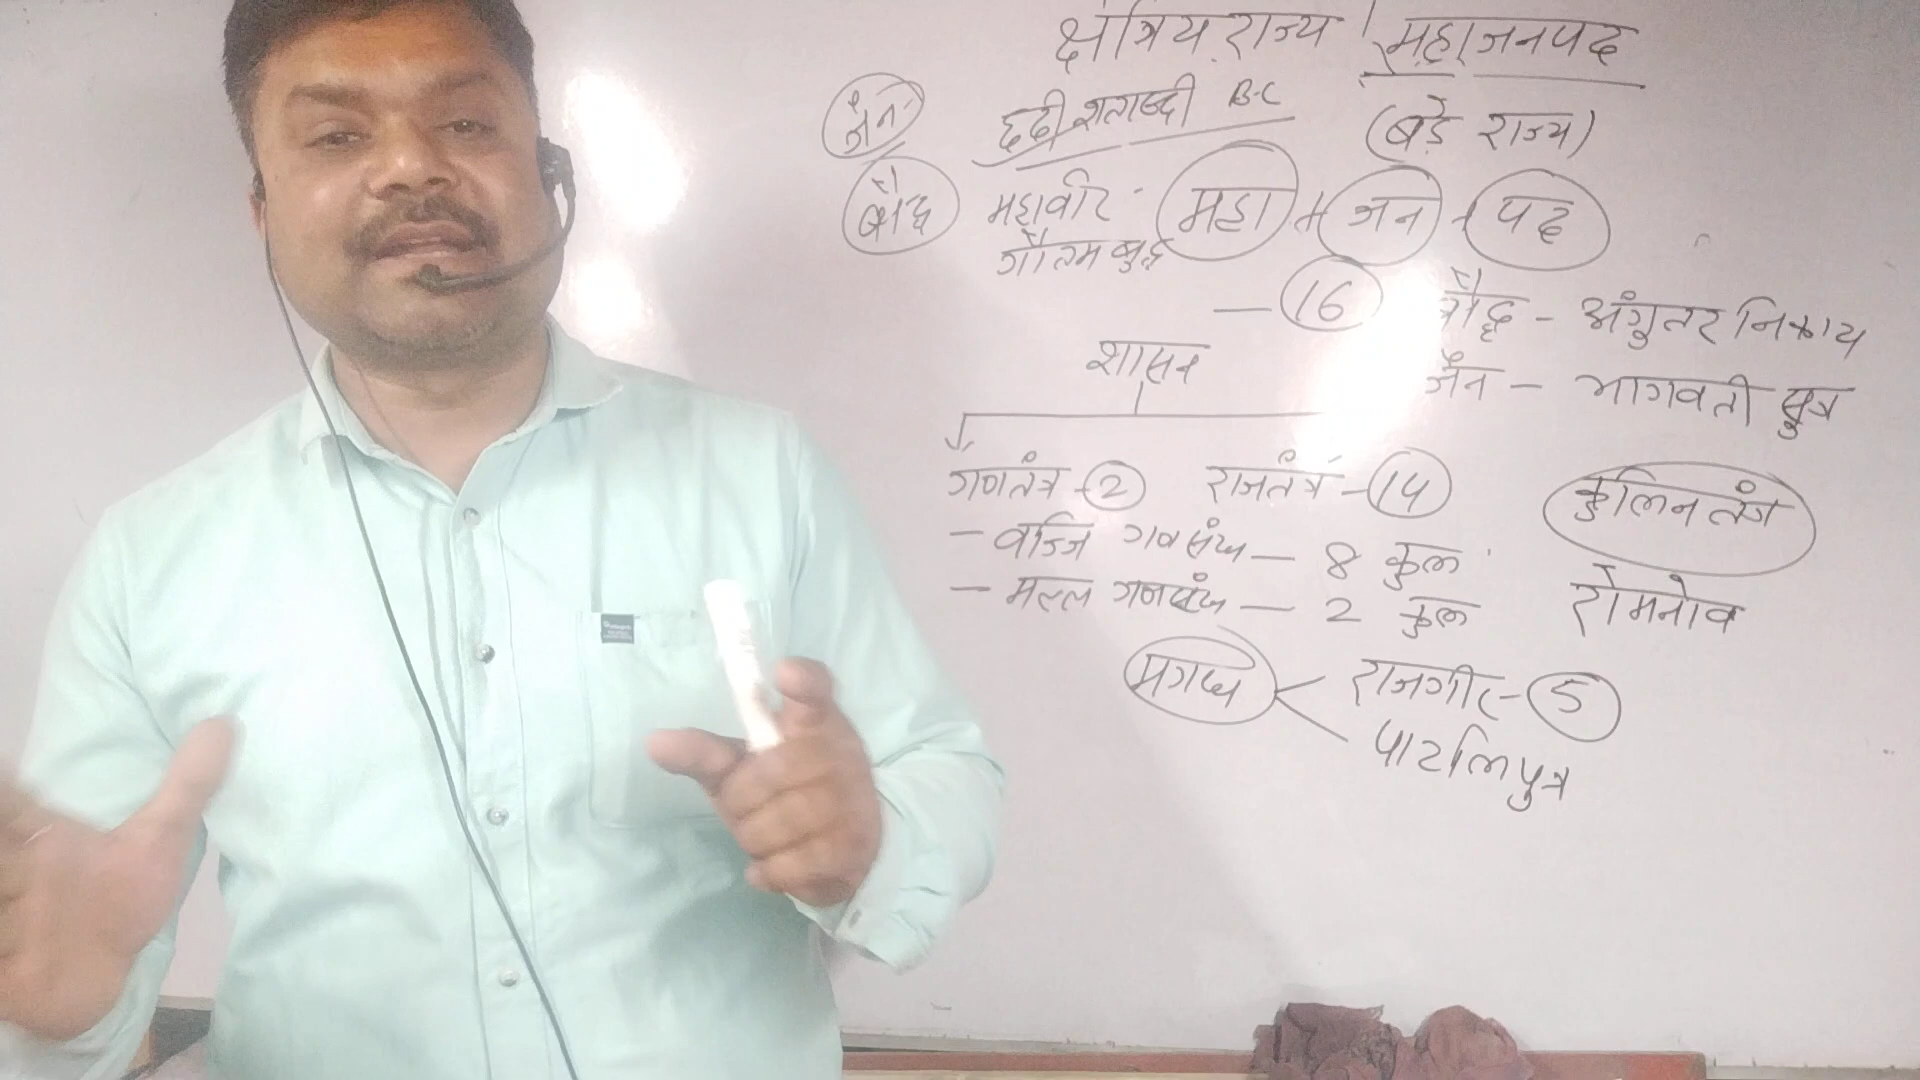 क्षत्रिय राज्य / महाजनपद
जैन छठी शताब्दी B.C (बड़े राज्य)
बौद्ध महावीर - महा + जन + पद
गौतम बुद्ध
— 16 बौद्ध - अंगुतर निकाय
शासन जैन - भागवती सुत्र
गणतंत्र - 2 राजतंत्र - 14 कुलिन तंत्र
- वज्जि गणसंघ — 8 कुल
- मल्ल गणसंघ — 2 कुल रोमनोव
मगध < राजगीर - 5
पाटलिपुत्र